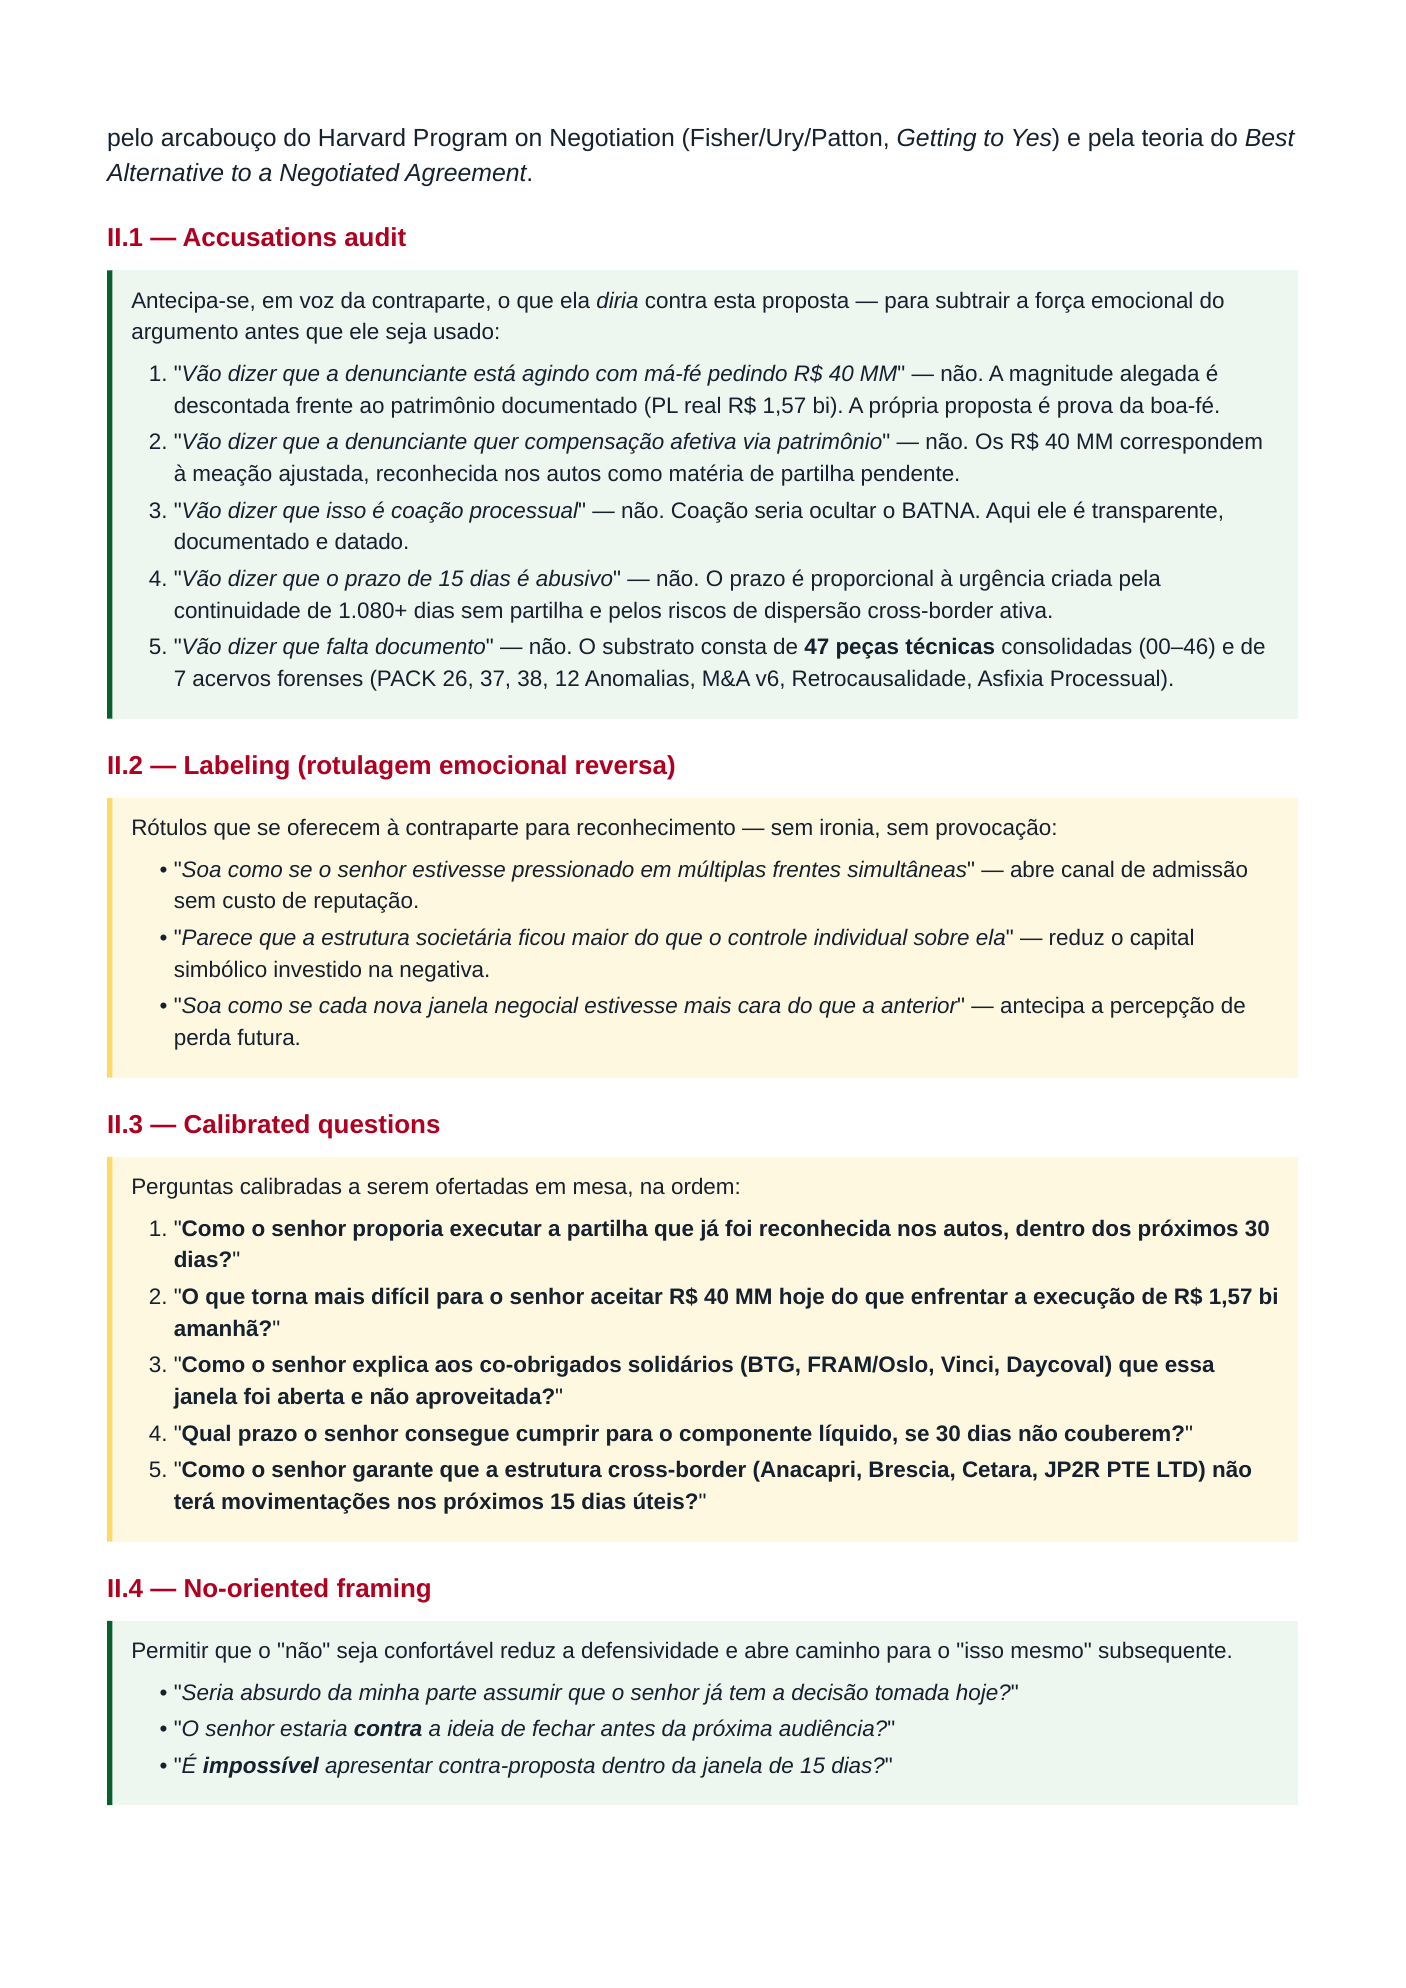 pelo arcabouço do Harvard Program on Negotiation (Fisher/Ury/Patton, Getting to Yes) e pela teoria do Best
Alternative to a Negotiated Agreement.
II.1 — Accusations audit
Antecipa-se, em voz da contraparte, o que ela diria contra esta proposta — para subtrair a força emocional do
argumento antes que ele seja usado:
1. "Vão dizer que a denunciante está agindo com má-fé pedindo R$ 40 MM" — não. A magnitude alegada é
descontada frente ao patrimônio documentado (PL real R$ 1,57 bi). A própria proposta é prova da boa-fé.
2. "Vão dizer que a denunciante quer compensação afetiva via patrimônio" — não. Os R$ 40 MM correspondem
à meação ajustada, reconhecida nos autos como matéria de partilha pendente.
3. "Vão dizer que isso é coação processual" — não. Coação seria ocultar o BATNA. Aqui ele é transparente,
documentado e datado.
4. "Vão dizer que o prazo de 15 dias é abusivo" — não. O prazo é proporcional à urgência criada pela
continuidade de 1.080+ dias sem partilha e pelos riscos de dispersão cross-border ativa.
5. "Vão dizer que falta documento" — não. O substrato consta de 47 peças técnicas consolidadas (00–46) e de
7 acervos forenses (PACK 26, 37, 38, 12 Anomalias, M&A v6, Retrocausalidade, Asfixia Processual).
II.2 — Labeling (rotulagem emocional reversa)
Rótulos que se oferecem à contraparte para reconhecimento — sem ironia, sem provocação:
• "Soa como se o senhor estivesse pressionado em múltiplas frentes simultâneas" — abre canal de admissão
sem custo de reputação.
• "Parece que a estrutura societária ficou maior do que o controle individual sobre ela" — reduz o capital
simbólico investido na negativa.
• "Soa como se cada nova janela negocial estivesse mais cara do que a anterior" — antecipa a percepção de
perda futura.
II.3 — Calibrated questions
Perguntas calibradas a serem ofertadas em mesa, na ordem:
1. "Como o senhor proporia executar a partilha que já foi reconhecida nos autos, dentro dos próximos 30
dias?"
2. "O que torna mais difícil para o senhor aceitar R$ 40 MM hoje do que enfrentar a execução de R$ 1,57 bi
amanhã?"
3. "Como o senhor explica aos co-obrigados solidários (BTG, FRAM/Oslo, Vinci, Daycoval) que essa
janela foi aberta e não aproveitada?"
4. "Qual prazo o senhor consegue cumprir para o componente líquido, se 30 dias não couberem?"
5. "Como o senhor garante que a estrutura cross-border (Anacapri, Brescia, Cetara, JP2R PTE LTD) não
terá movimentações nos próximos 15 dias úteis?"
II.4 — No-oriented framing
Permitir que o "não" seja confortável reduz a defensividade e abre caminho para o "isso mesmo" subsequente.
• "Seria absurdo da minha parte assumir que o senhor já tem a decisão tomada hoje?"
• "O senhor estaria contra a ideia de fechar antes da próxima audiência?"
• "É impossível apresentar contra-proposta dentro da janela de 15 dias?"